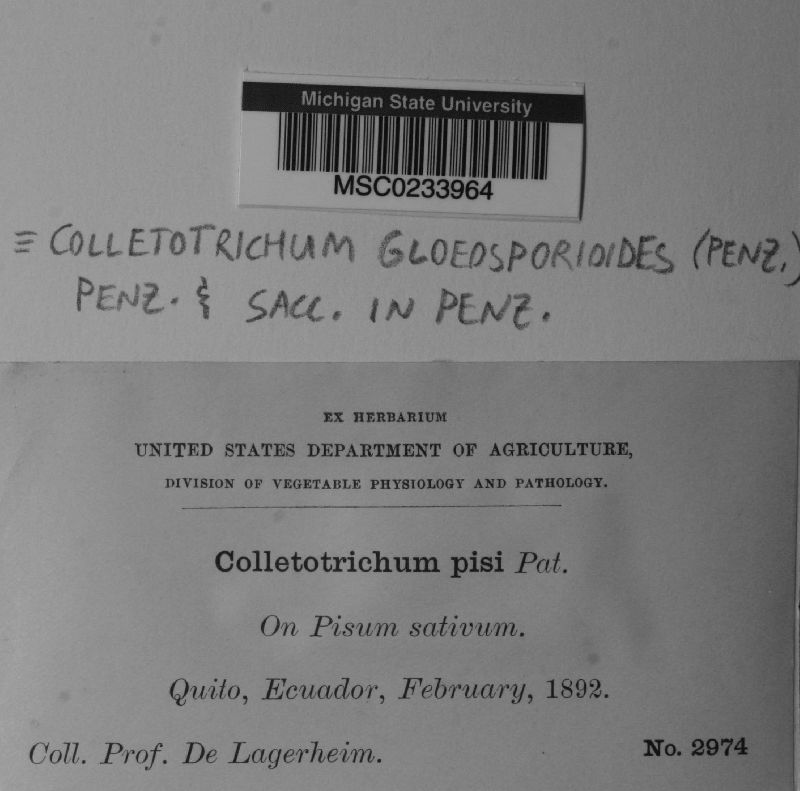 Michigan State University
MSC0233964
≡ COLLETOTRICHUM GLOEOSPORIOIDES (PENZ.)
PENZ. & SACC. IN PENZ.
EX HERBARIUM
UNITED STATES DEPARTMENT OF AGRICULTURE,
DIVISION OF VEGETABLE PHYSIOLOGY AND PATHOLOGY.
Colletotrichum pisi Pat.
On Pisum sativum.
Quito, Ecuador, February, 1892.
Coll. Prof. De Lagerheim.
No. 2974